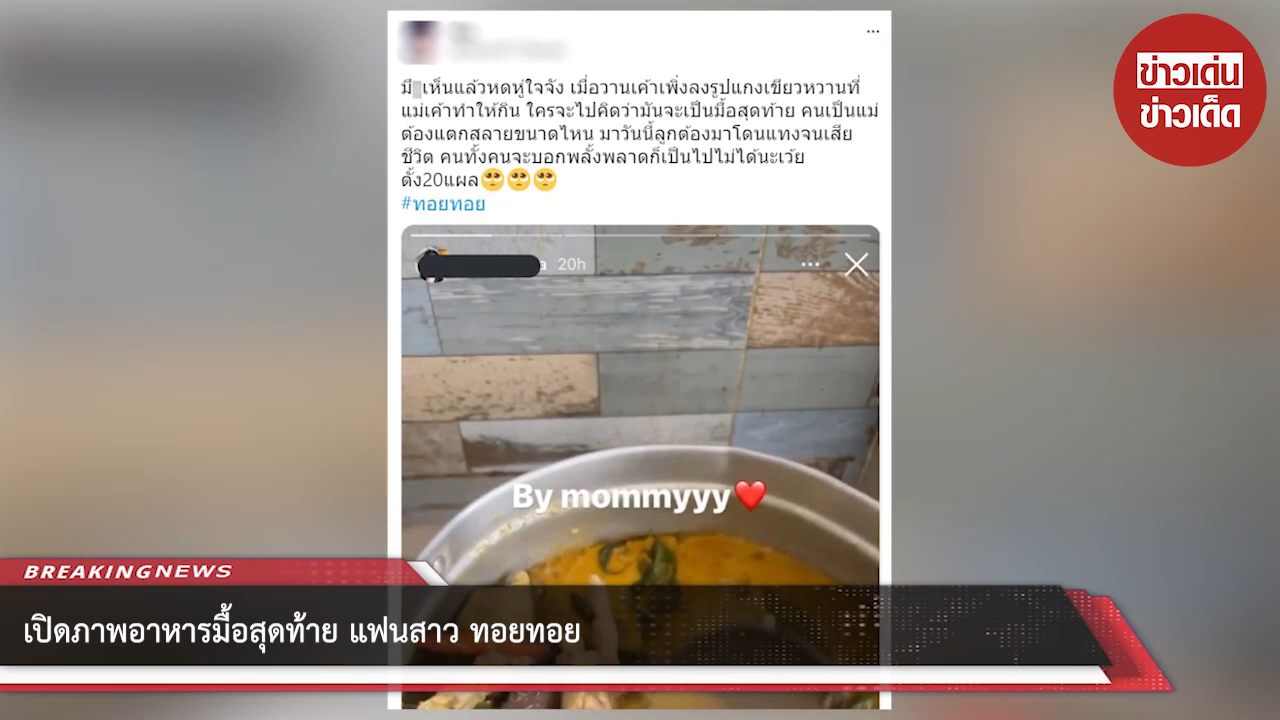 ข่าวเด่น
ข่าวเด็ด
เห็นแล้วหดหู่ใจจัง เมื่อวานเค้าเพิ่งลงรูปแกงเขียวหวานที่
แม่เค้าทำให้กิน ใครจะไปคิดว่ามันจะเป็นมื้อสุดท้าย คนเป็นแม่
ต้องแตกสลายขนาดไหน มาวันนี้ลูกต้องมาโดนแทงจนเสีย
ชีวิต คนทั้งคนจะบอกพลั้งพลาดก็เป็นไปไม่ได้นะเว้ย
ตั้ง20แผล🥺🥺🥺
#ทอยทอย
20h
By mommyyy❤️
BREAKINGNEWS
เปิดภาพอาหารมื้อสุดท้าย แฟนสาว ทอยทอย